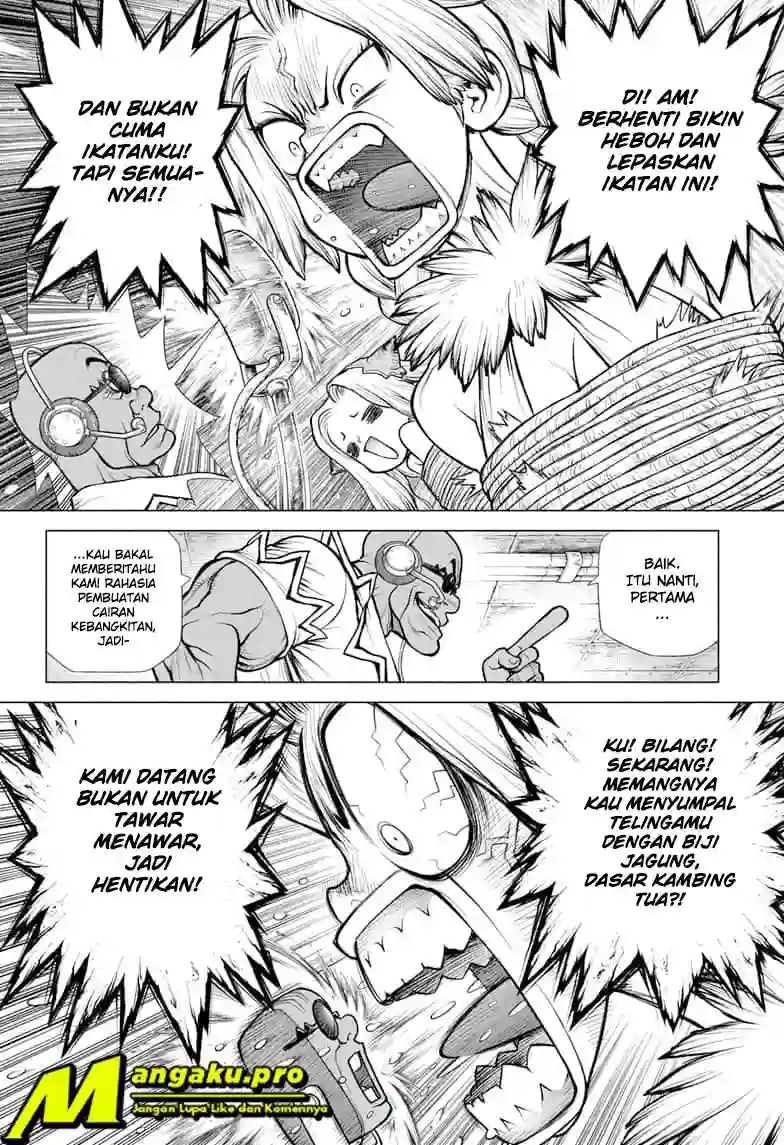 DI! AM!
BERHENTI BIKIN
HEBOH DAN
LEPASKAN
IKATAN INI!
DAN BUKAN
CUMA
IKATANKU!
TAPI SEMUA-
NYA!!
BAIK.
ITU NANTI,
PERTAMA
...
...KAU BAKAL
MEMBERITAHU
KAMI RAHASIA
PEMBUATAN
CAIRAN
KEBANGKITAN,
JADI-
KU! BILANG!
SEKARANG!
MEMANGNYA
KAU MENYUMPAL
TELINGAMU
DENGAN BIJI
JAGUNG,
DASAR KAMBING
TUA?!
KAMI DATANG
BUKAN UNTUK
TAWAR
MENAWAR,
JADI
HENTIKAN!
Mangaku.pro
Jangan Lupa Like dan Komennya